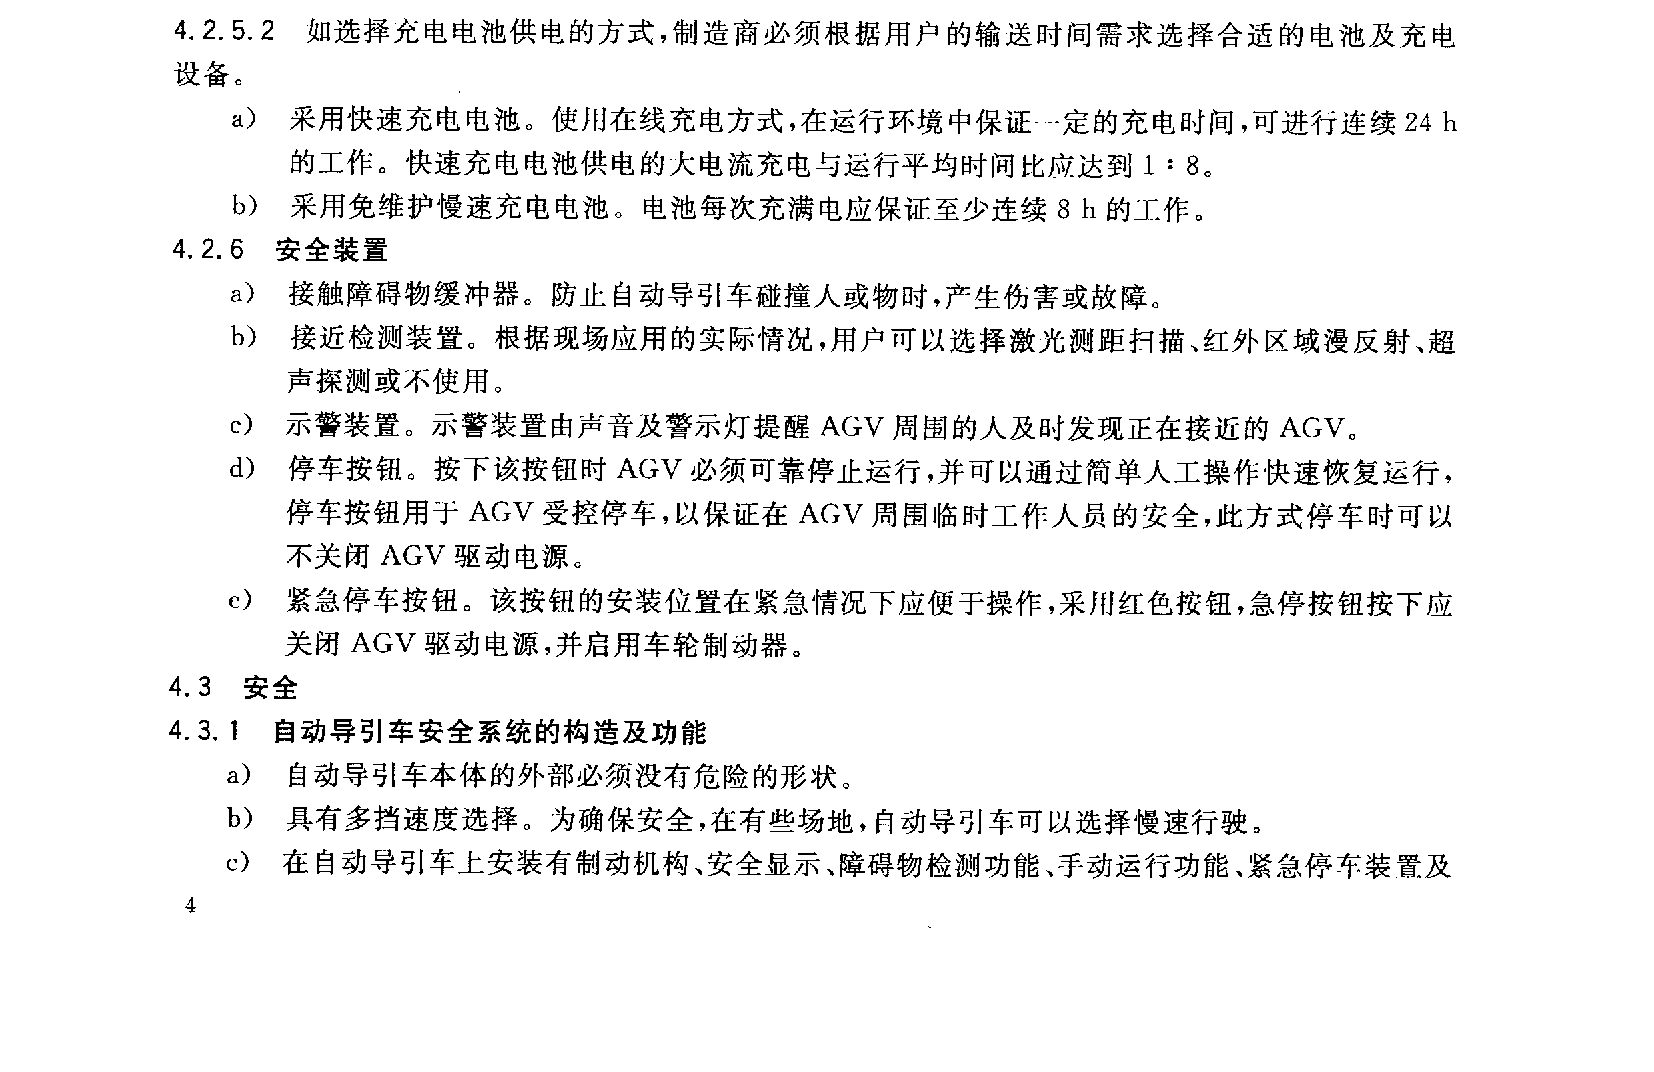 4.2.5.2 如选择充电电池供电的方式,制造商必须根据用户的输送时间需求选择合适的电池及充电
设备。
a) 采用快速充电电池。使用在线充电方式,在运行环境中保证一定的充电时间,可进行连续 24 h
的工作。快速充电电池供电的大电流充电与运行平均时间比应达到 1:8。
b) 采用免维护慢速充电电池。电池每次充满电应保证至少连续 8 h 的工作。
4.2.6 安全装置
a) 接触障碍物缓冲器。防止自动导引车碰撞人或物时,产生伤害或故障。
b) 接近检测装置。根据现场应用的实际情况,用户可以选择激光测距扫描、红外区域漫反射、超
声探测或不使用。
c) 示警装置。示警装置由声音及警示灯提醒 AGV 周围的人及时发现正在接近的 AGV。
d) 停车按钮。按下该按钮时 AGV 必须可靠停止运行,并可以通过简单人工操作快速恢复运行,
停车按钮用于 AGV 受控停车,以保证在 AGV 周围临时工作人员的安全,此方式停车时可以
不关闭 AGV 驱动电源。
e) 紧急停车按钮。该按钮的安装位置在紧急情况下应便于操作,采用红色按钮,急停按钮按下应
关闭 AGV 驱动电源,并启用车轮制动器。
4.3 安全
4.3.1 自动导引车安全系统的构造及功能
a) 自动导引车本体的外部必须没有危险的形状。
b) 具有多挡速度选择。为确保安全,在有些场地,自动导引车可以选择慢速行驶。
c) 在自动导引车上安装有制动机构、安全显示、障碍物检测功能、手动运行功能、紧急停车装置及
4